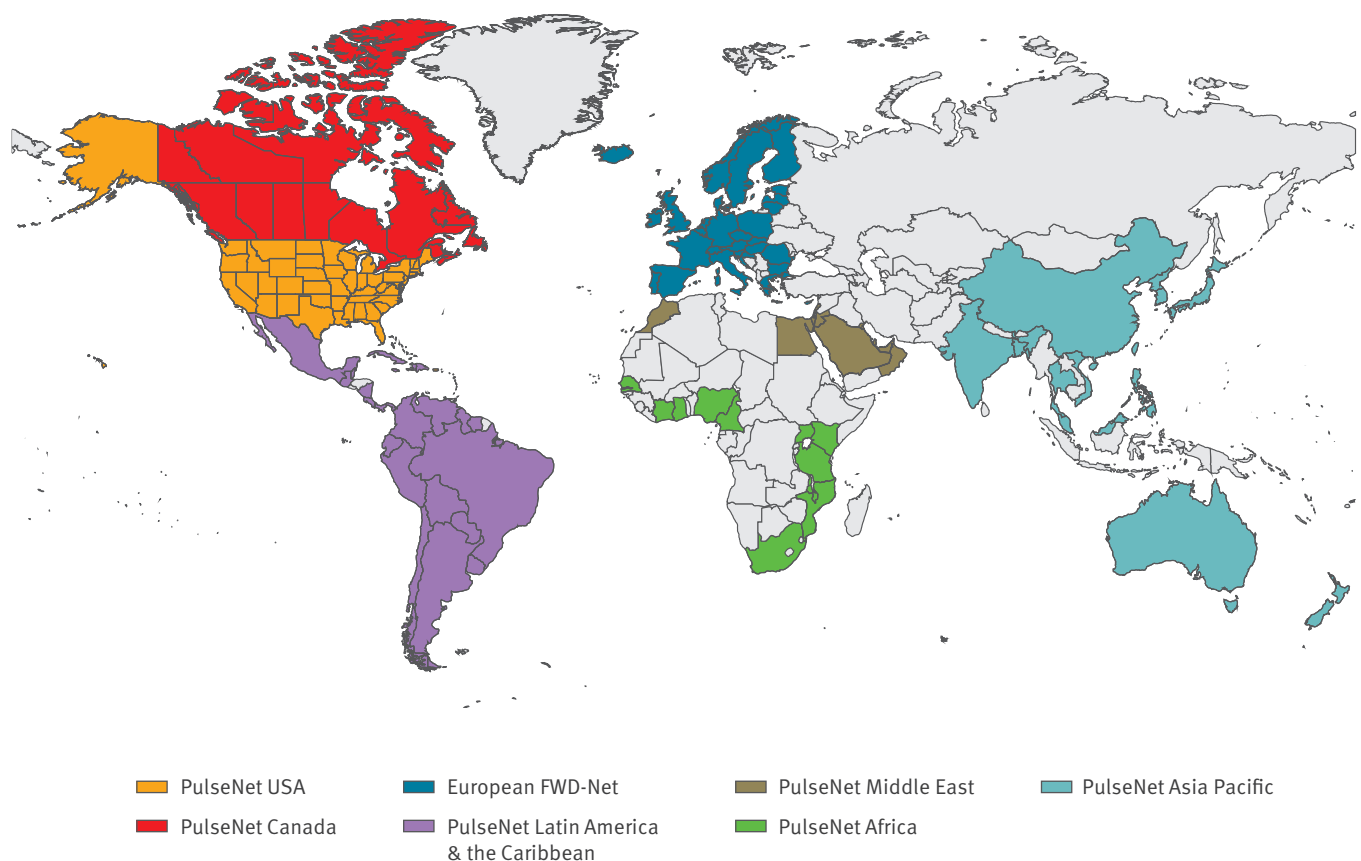 PulseNet USA
European FWD-Net
PulseNet Middle East
PulseNet Asia Pacific
PulseNet Canada
PulseNet Latin America
& the Caribbean
PulseNet Africa